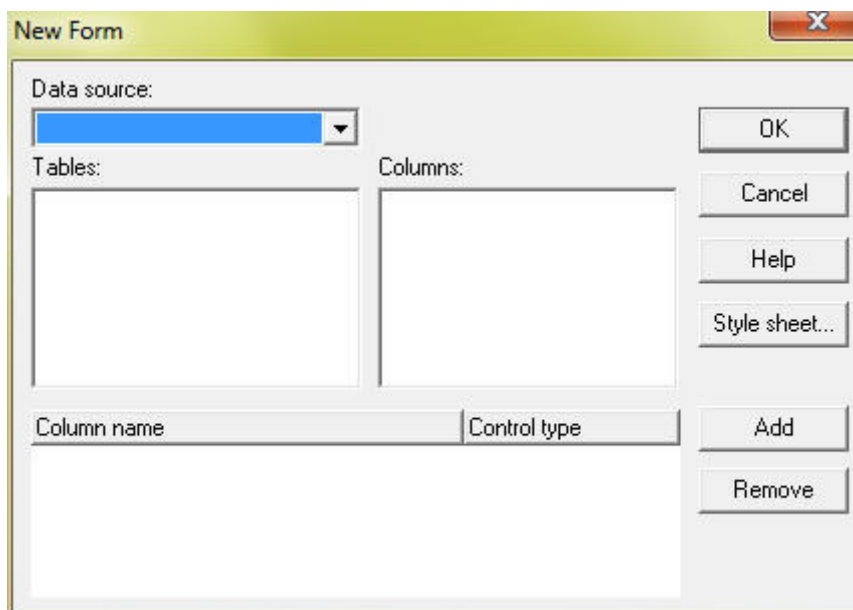 New Form
Data source:
OK
Tables:
Columns:
Cancel
Help
Style sheet...
Column name
Control type
Add
Remove